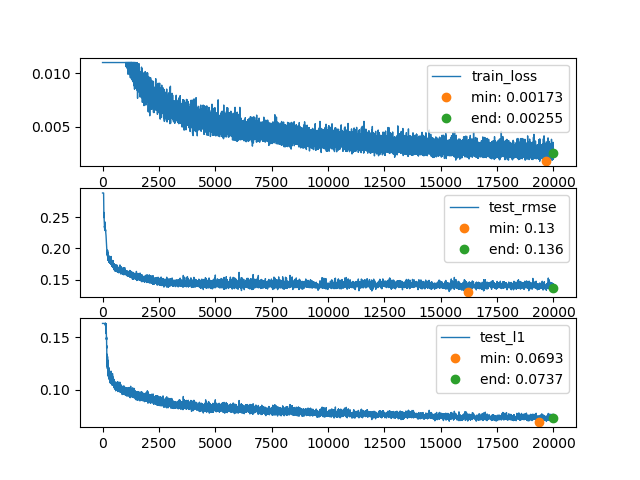 0.010
0.005
train_loss
min: 0.00173
end: 0.00255
0 2500 5000 7500 10000 12500 15000 17500 20000
0.25
0.20
0.15
test_rmse
min: 0.13
end: 0.136
0 2500 5000 7500 10000 12500 15000 17500 20000
0.15
0.10
test_l1
min: 0.0693
end: 0.0737
0 2500 5000 7500 10000 12500 15000 17500 20000